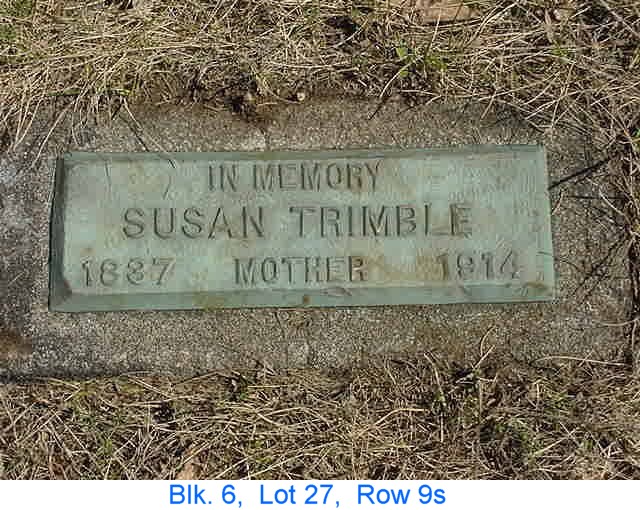 IN MEMORY
SUSAN TRIMBLE
1837 MOTHER 1914
Blk. 6, Lot 27, Row 9s